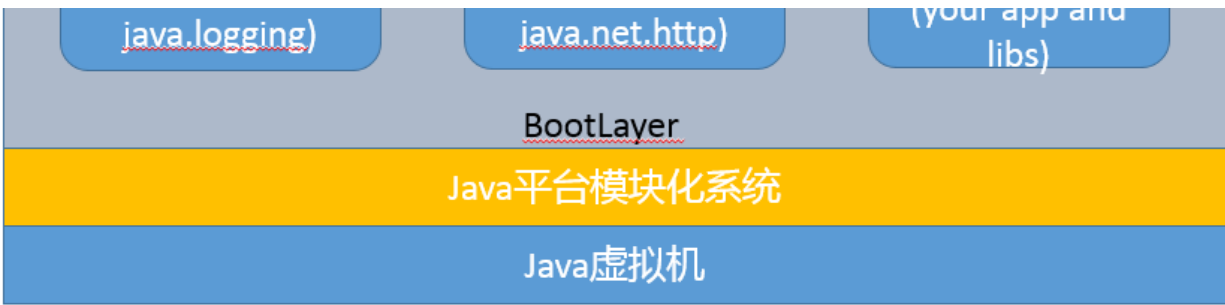 java.logging)
java.net.http)
(your app and
libs)
BootLayer
Java平台模块化系统
Java虚拟机